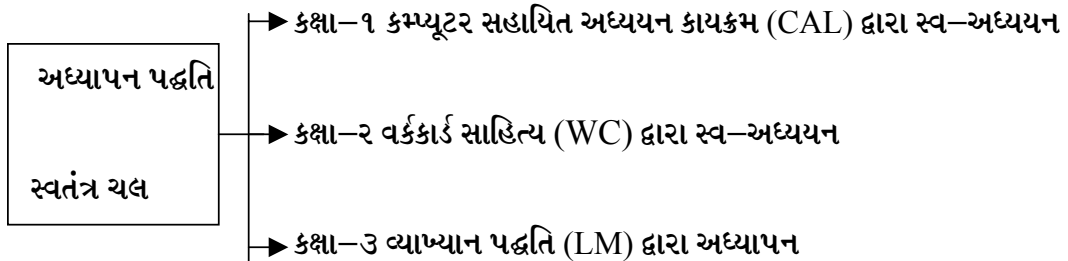 કક્ષા–૧ કમ્પ્યૂટર સહાયિત અધ્યયન કાયક્રમ (CAL) દ્વારા સ્વ–અધ્યયન
અધ્યાપન પદ્ધતિ
કક્ષા–૨ વર્કકાર્ડ સાહિત્ય (WC) દ્વારા સ્વ–અધ્યયન
સ્વતંત્ર ચલ
કક્ષા–૩ વ્યાખ્યાન પદ્ધતિ (LM) દ્વારા અધ્યાપન